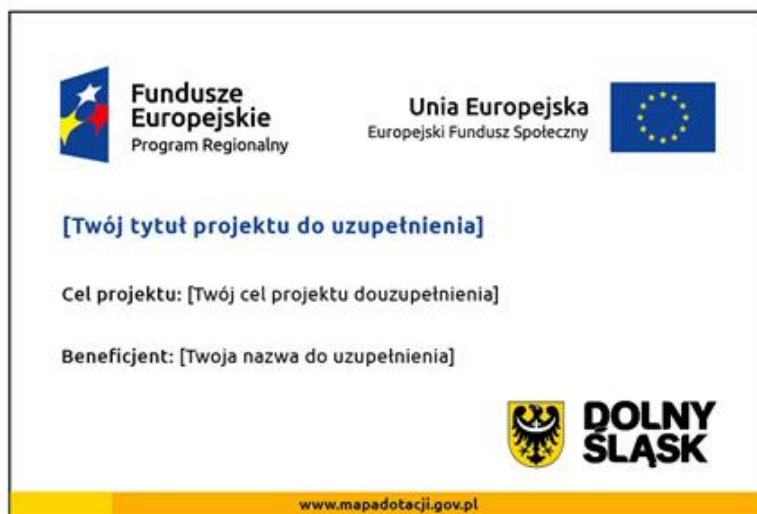 Fundusze
Europejskie
Program Regionalny
Unia Europejska
Europejski Fundusz Społeczny
[Twój tytuł projektu do uzupełnienia]
Cel projektu: [Twój cel projektu douzupełnienia]
Beneficjent: [Twoja nazwa do uzupełnienia]
DOLNY
ŚLĄSK
www.mapadotacji.gov.pl